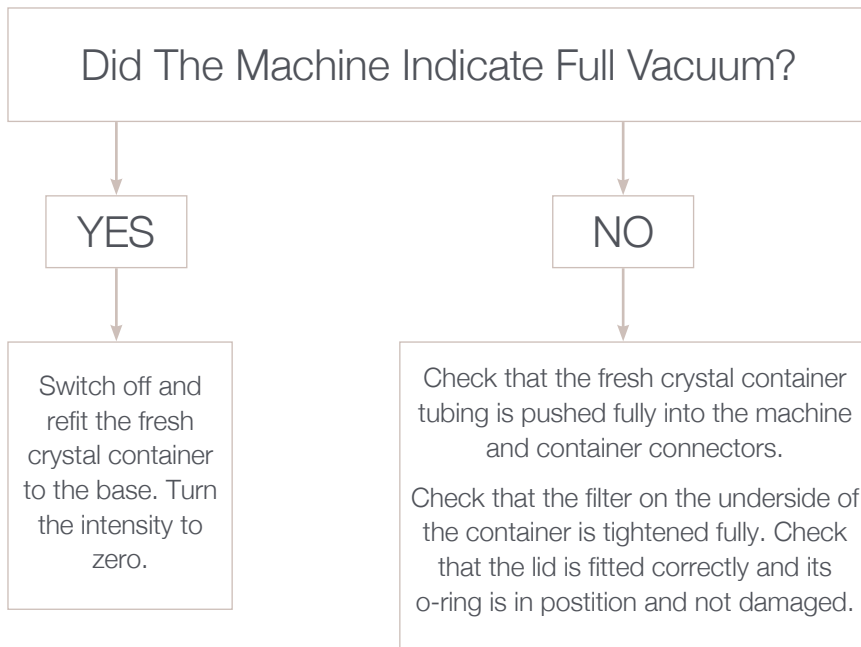 Did The Machine Indicate Full Vacuum?
YES
NO
Switch off and
refit the fresh
crystal container
to the base. Turn
the intensity to
zero.
Check that the fresh crystal container
tubing is pushed fully into the machine
and container connectors.
Check that the filter on the underside of
the container is tightened fully. Check
that the lid is fitted correctly and its
o-ring is in postition and not damaged.